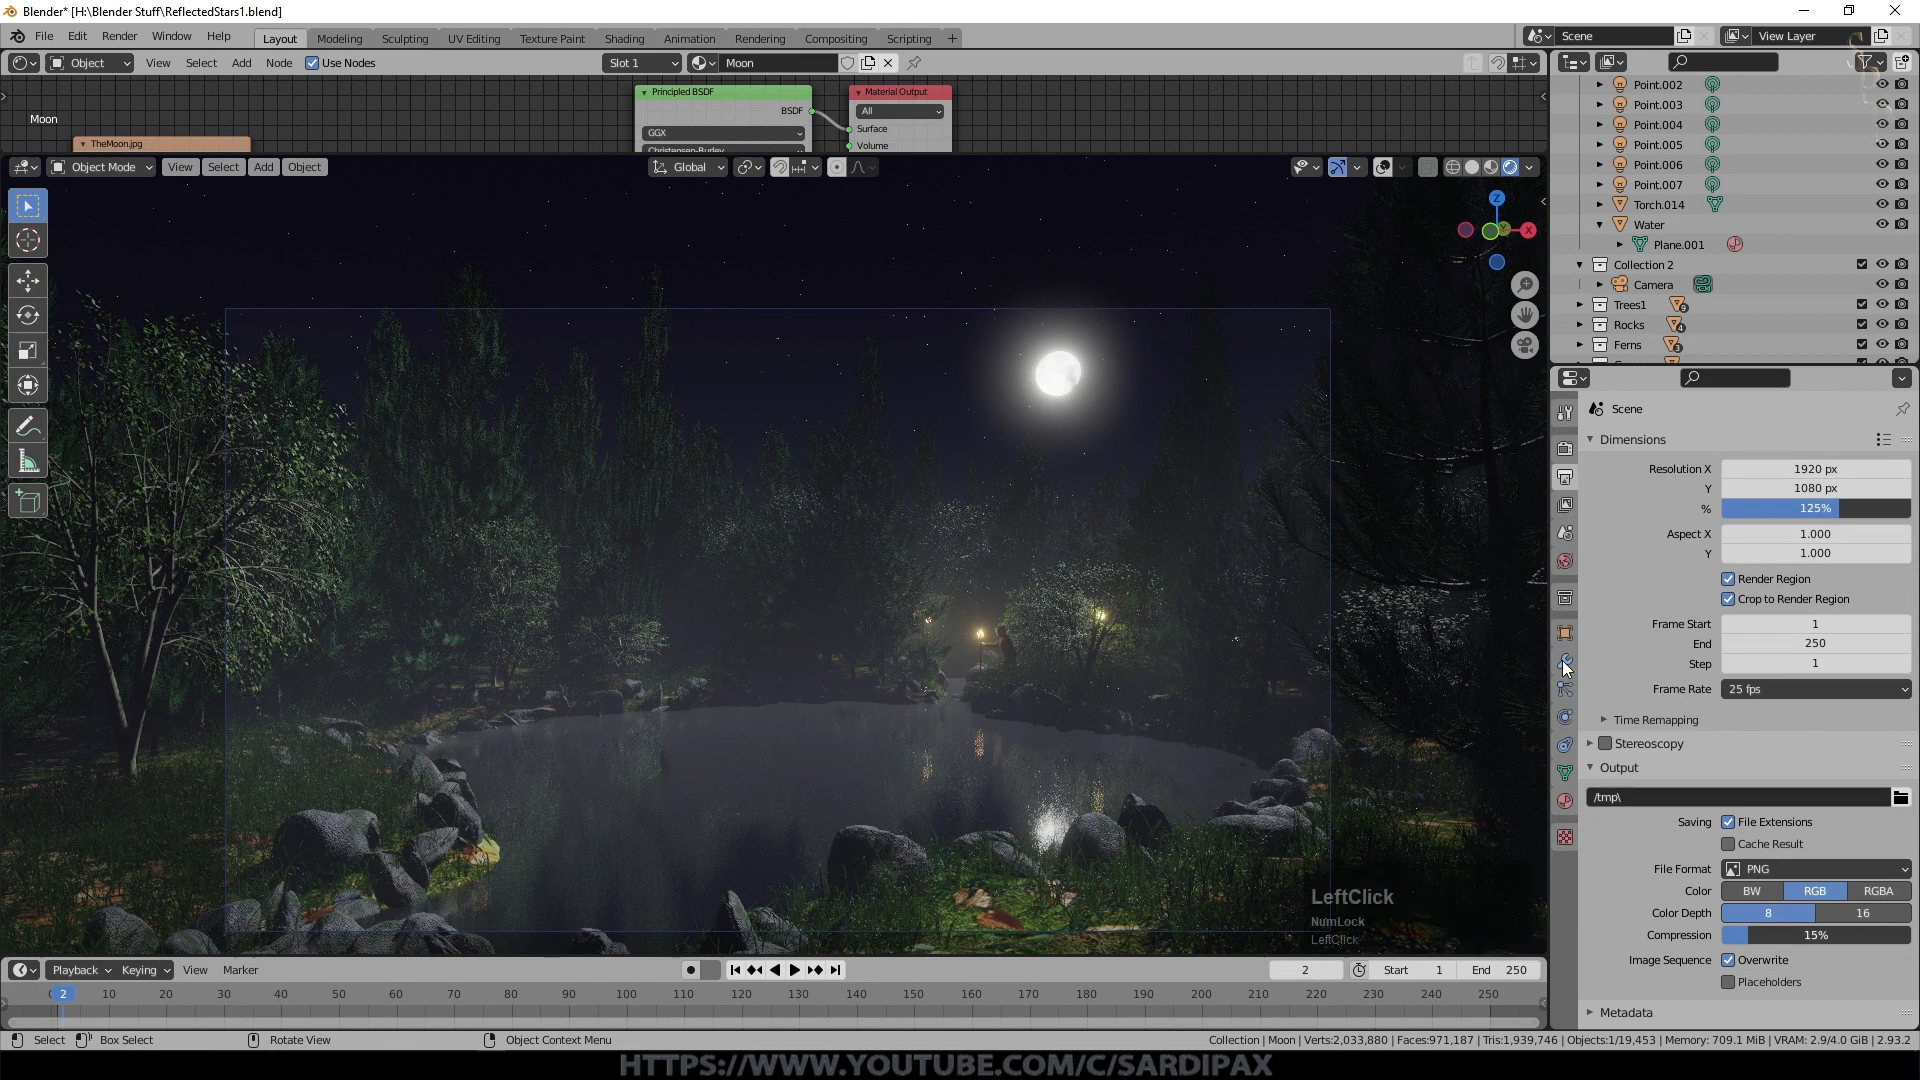 Blender* [H:\Blender Stuff\ReflectedStars1.blend]
File Edit Render Window Help
Layout Modeling Sculpting UV Editing Texture Paint Shading Animation Rendering Compositing Scripting +
Scene
View Layer
Object View Select Add Node Use Nodes
Slot 1
Moon
Moon
TheMoon.jpg
Principled BSDF
BSDF
GGX
Christensen-Burley
Material Output
All
Surface
Volume
Object Mode View Select Add Object
Global
Z
X
Point.002
Point.003
Point.004
Point.005
Point.006
Point.007
Torch.014
Water
Plane.001
Collection 2
Camera
Trees1 9
Rocks 4
Ferns 3
Scene
Dimensions
Resolution X 1920 px
Y 1080 px
% 125%
Aspect X 1.000
Y 1.000
Render Region
Crop to Render Region
Frame Start 1
End 250
Step 1
Frame Rate 25 fps
Time Remapping
Stereoscopy
Output
/tmp\
Saving File Extensions
Cache Result
File Format PNG
Color BW RGB RGBA
Color Depth 8 16
Compression 15%
Image Sequence Overwrite
Placeholders
Metadata
LeftClick
NumLock
LeftClick
Playback Keying View Marker
2
Start 1
End 250
2 10 20 30 40 50 60 70 80 90 100 110 120 130 140 150 160 170 180 190 200 210 220 230 240 250
Select Box Select Rotate View Object Context Menu
Collection | Moon | Verts:2,033,880 | Faces:971,187 | Tris:1,939,746 | Objects:1/19,453 | Memory: 709.1 MiB | VRAM: 2.9/4.0 GiB | 2.93.2
HTTPS://WWW.YOUTUBE.COM/C/SARDIPAX